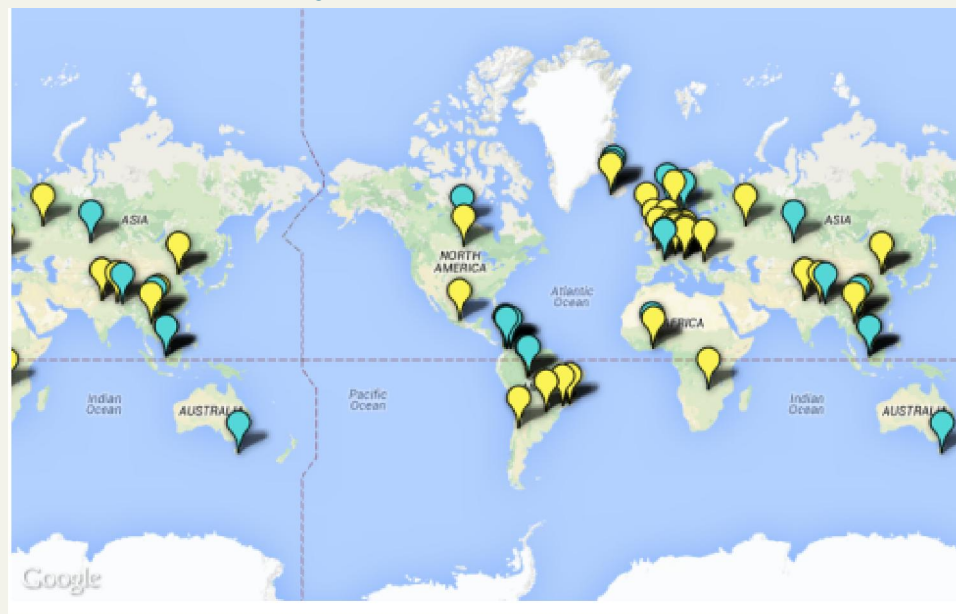 ASIA
ASIA
NORTH
AMERICA
Atlantic
Ocean
AFRICA
Indian
Ocean
AUSTRALIA
Pacific
Ocean
Indian
Ocean
AUSTRALIA
Google